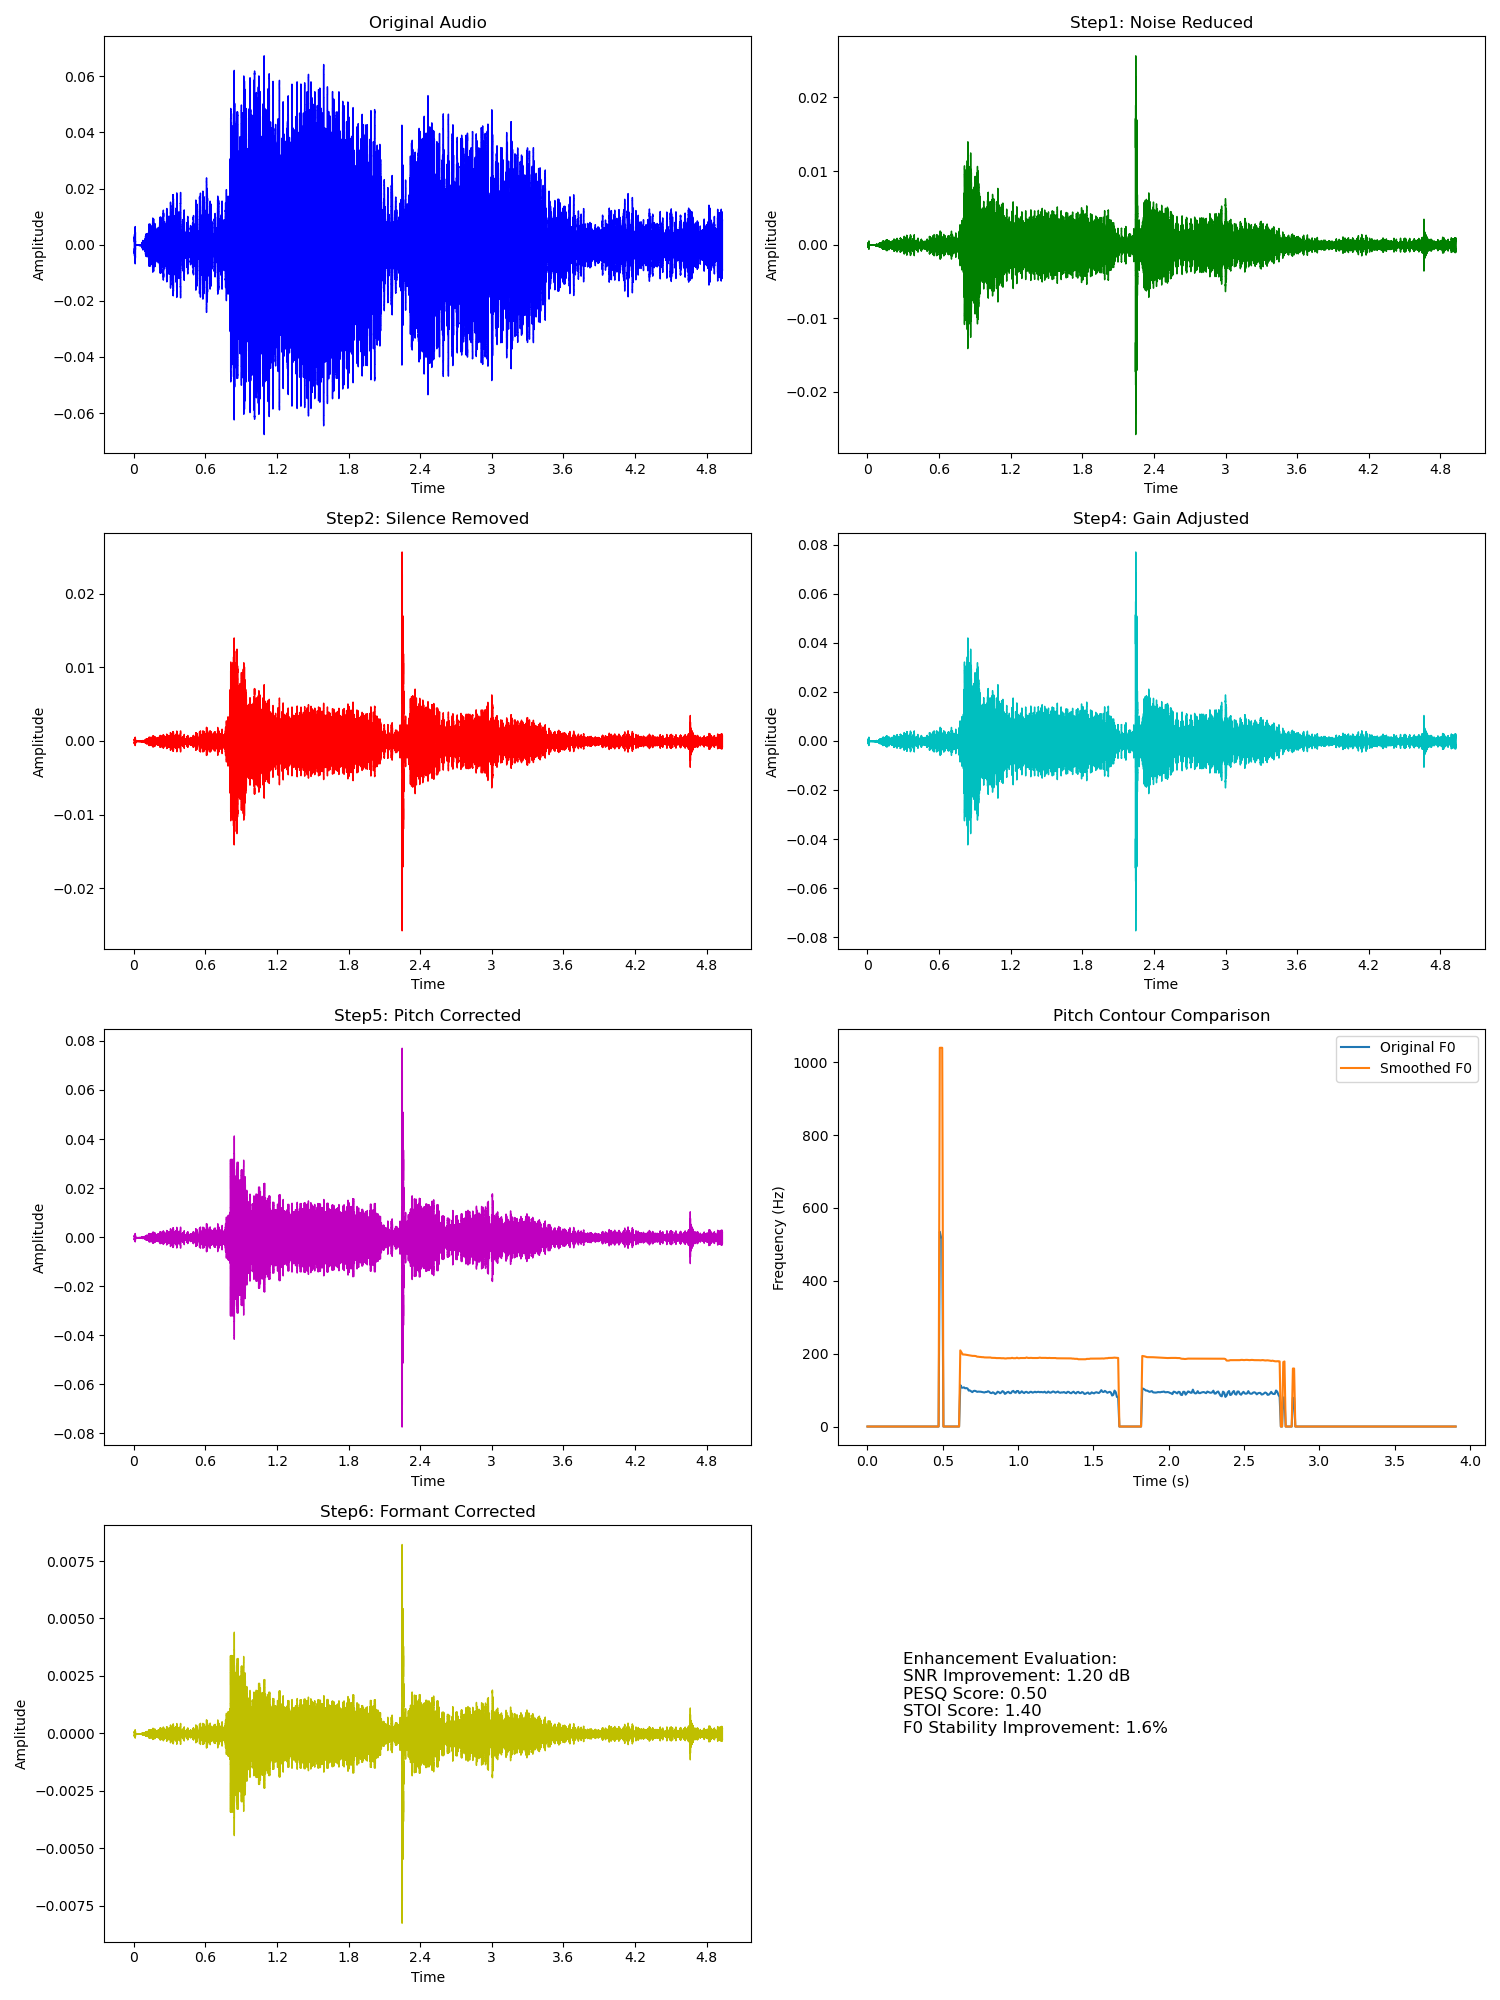 Original Audio
Amplitude
0.06
0.04
0.02
0.00
−0.02
−0.04
−0.06
0 0.6 1.2 1.8 2.4 3 3.6 4.2 4.8
Time
Step1: Noise Reduced
Amplitude
0.02
0.01
0.00
−0.01
−0.02
0 0.6 1.2 1.8 2.4 3 3.6 4.2 4.8
Time
Step2: Silence Removed
Amplitude
0.02
0.01
0.00
−0.01
−0.02
0 0.6 1.2 1.8 2.4 3 3.6 4.2 4.8
Time
Step4: Gain Adjusted
Amplitude
0.08
0.06
0.04
0.02
0.00
−0.02
−0.04
−0.06
−0.08
0 0.6 1.2 1.8 2.4 3 3.6 4.2 4.8
Time
Step5: Pitch Corrected
Amplitude
0.08
0.06
0.04
0.02
0.00
−0.02
−0.04
−0.06
−0.08
0 0.6 1.2 1.8 2.4 3 3.6 4.2 4.8
Time
Pitch Contour Comparison
Original F0
Smoothed F0
Frequency (Hz)
1000
800
600
400
200
0
0.0 0.5 1.0 1.5 2.0 2.5 3.0 3.5 4.0
Time (s)
Step6: Formant Corrected
Amplitude
0.0075
0.0050
0.0025
0.0000
−0.0025
−0.0050
−0.0075
0 0.6 1.2 1.8 2.4 3 3.6 4.2 4.8
Time
Enhancement Evaluation:
SNR Improvement: 1.20 dB
PESQ Score: 0.50
STOI Score: 1.40
F0 Stability Improvement: 1.6%